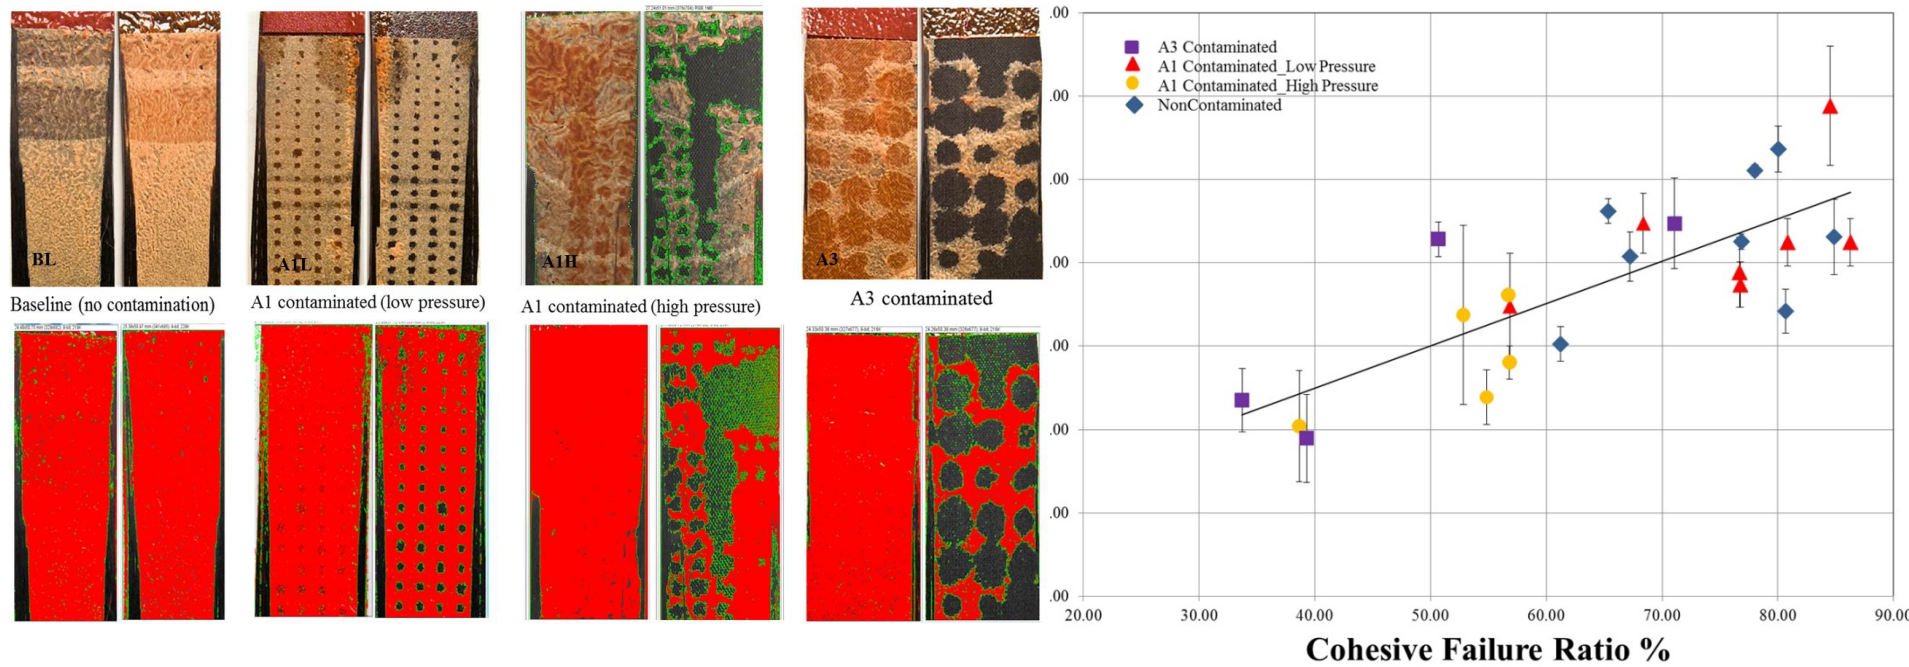 BL
A1L
A1H
A3
Baseline (no contamination)
A1 contaminated (low pressure)
A1 contaminated (high pressure)
A3 contaminated
A3 Contaminated
A1 Contaminated_Low Pressure
A1 Contaminated_High Pressure
NonContaminated
.00
.00
.00
.00
.00
.00
.00
.00
20.00
30.00
40.00
50.00
60.00
70.00
80.00
90.00
Cohesive Failure Ratio %